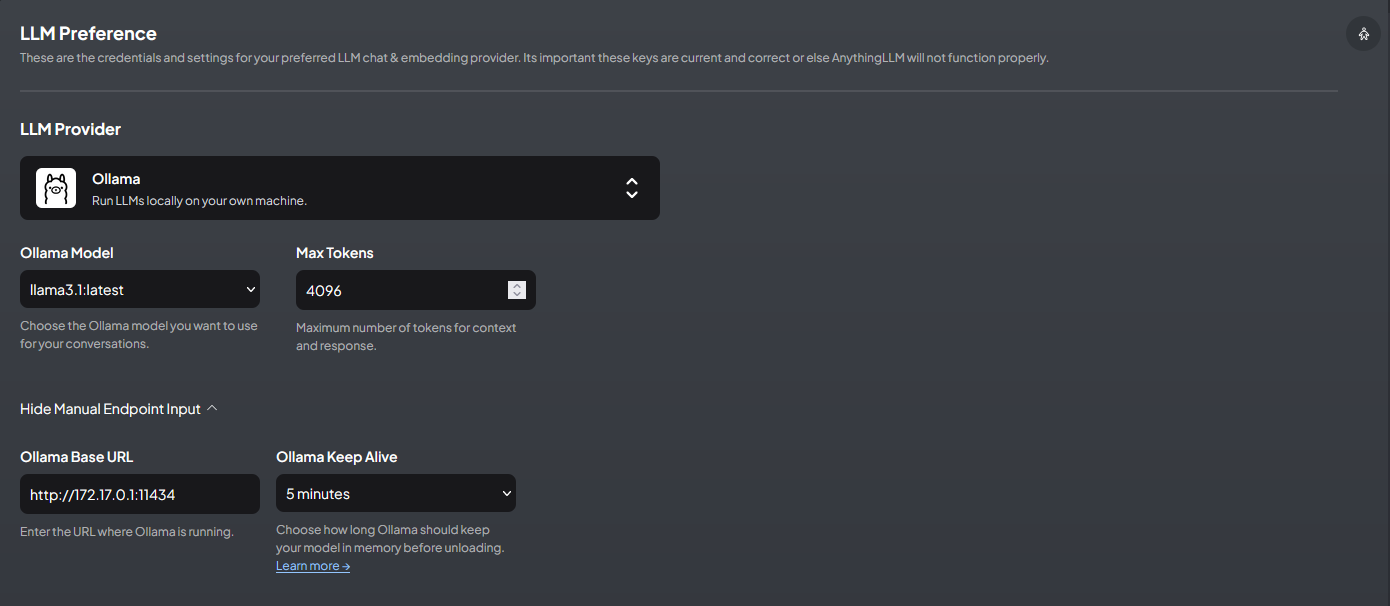 LLM Preference
These are the credentials and settings for your preferred LLM chat & embedding provider. Its important these keys are current and correct or else AnythingLLM will not function properly.
LLM Provider
Ollama
Run LLMs locally on your own machine.
Ollama Model
llama3.1:latest
Choose the Ollama model you want to use
for your conversations.
Max Tokens
4096
Maximum number of tokens for context
and response.
Hide Manual Endpoint Input
Ollama Base URL
http://172.17.0.1:11434
Enter the URL where Ollama is running.
Ollama Keep Alive
5 minutes
Choose how long Ollama should keep
your model in memory before unloading.
Learn more →